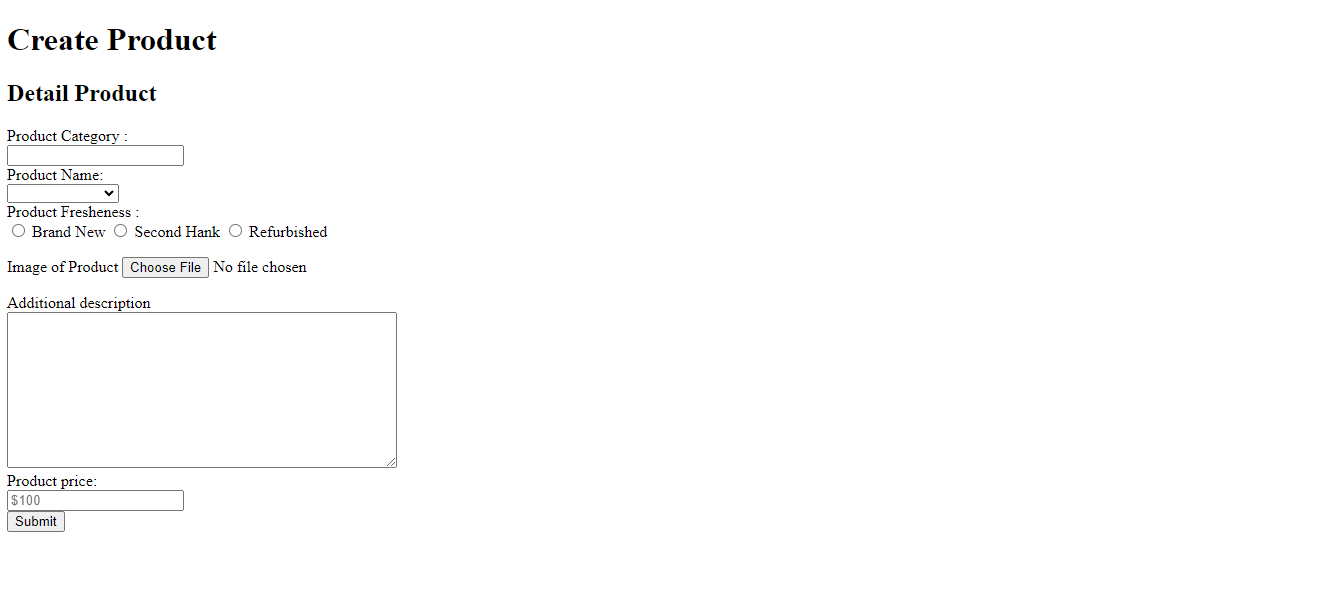 Create Product
Detail Product
Product Category :
Product Name:
Product Fresheness :
Brand New Second Hank Refurbished
Image of Product Choose File No file chosen
Additional description
Product price:
$100
Submit